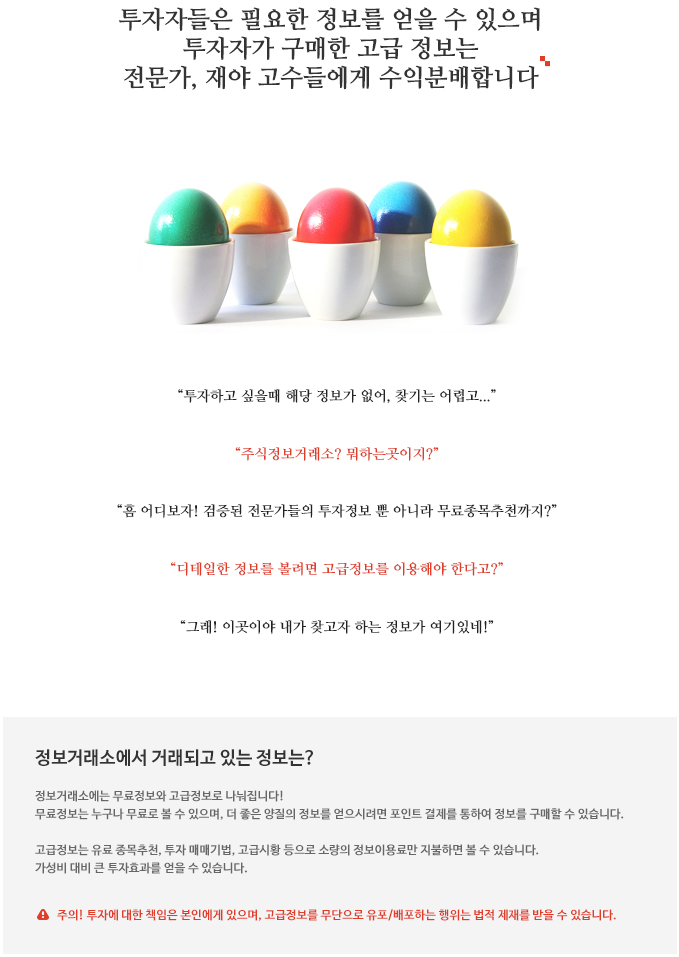 투자자들은 필요한 정보를 얻을 수 있으며
투자자가 구매한 고급 정보는
전문가, 재야 고수들에게 수익분배합니다
“투자하고 싶을때 해당 정보가 없어, 찾기는 어렵고...”
“주식정보거래소? 뭐하는곳이지?”
“흠 어디보자! 검증된 전문가들의 투자정보 뿐 아니라 무료종목추천까지?”
“디테일한 정보를 볼려면 고급정보를 이용해야 한다고?”
“그래! 이곳이야 내가 찾고자 하는 정보가 여기있네!”
정보거래소에서 거래되고 있는 정보는?
정보거래소에는 무료정보와 고급정보로 나눠집니다!
무료정보는 누구나 무료로 볼 수 있으며, 더 좋은 양질의 정보를 얻으시려면 포인트 결제를 통하여 정보를 구매할 수 있습니다.
고급정보는 유료 종목추천, 투자 매매기법, 고급시황 등으로 소량의 정보이용료만 지불하면 볼 수 있습니다.
가성비 대비 큰 투자효과를 얻을 수 있습니다.
주의! 투자에 대한 책임은 본인에게 있으며, 고급정보를 무단으로 유포/배포하는 행위는 법적 제재를 받을 수 있습니다.